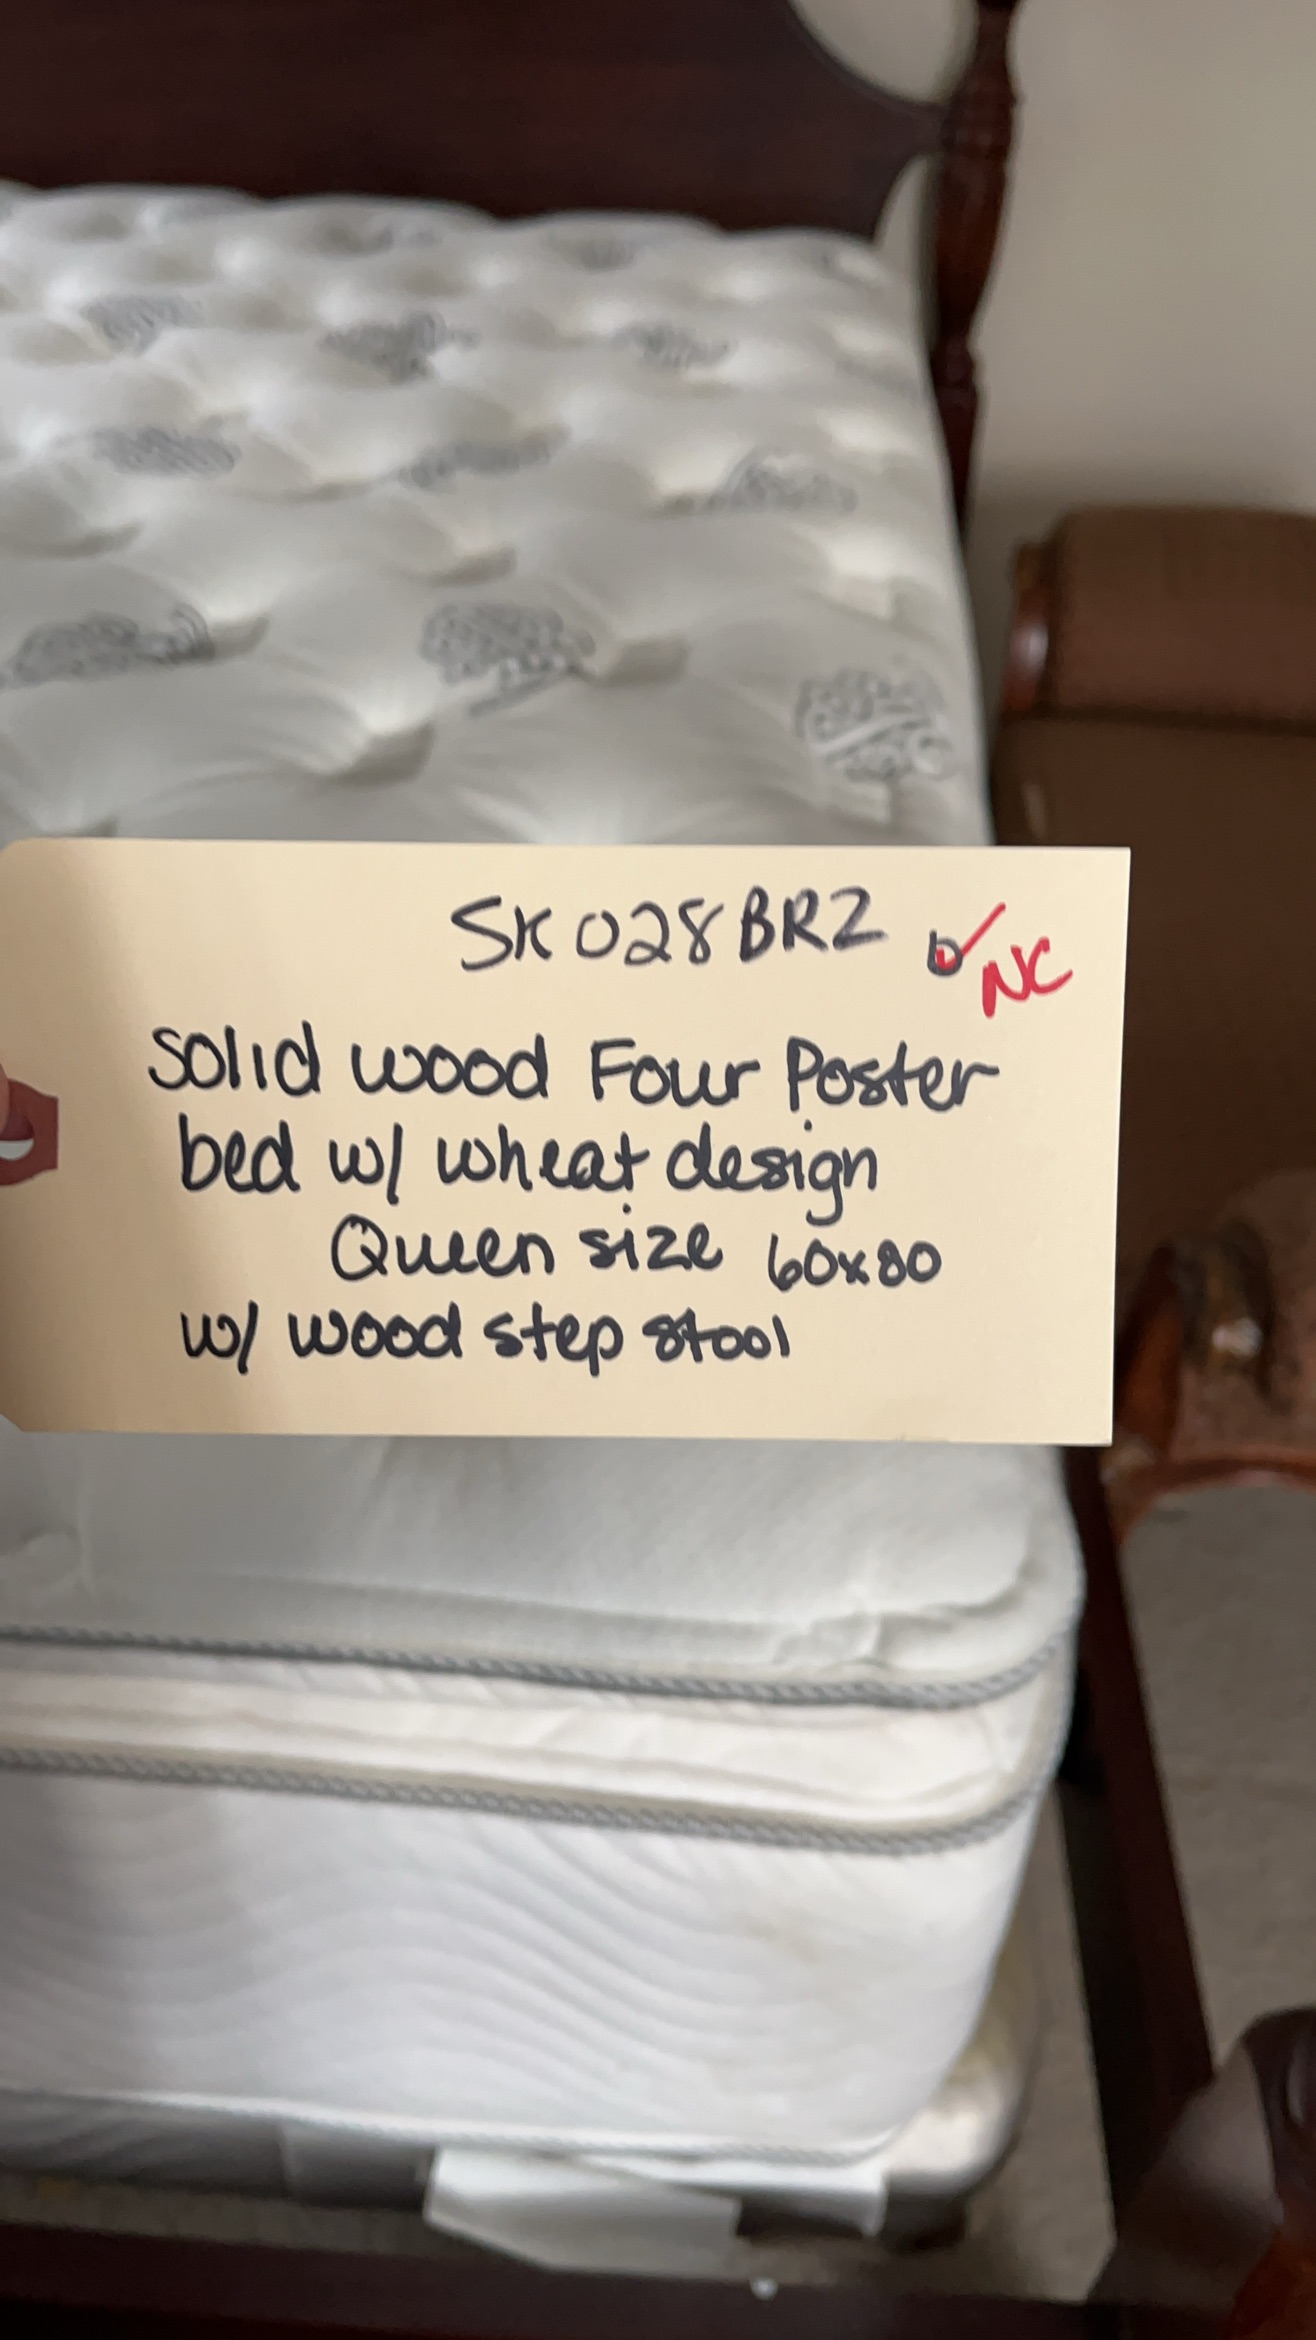 SK028BR2
NC
solid wood Four Poster
bed w/ wheat design
Queen size 60x80
w/ wood step stool